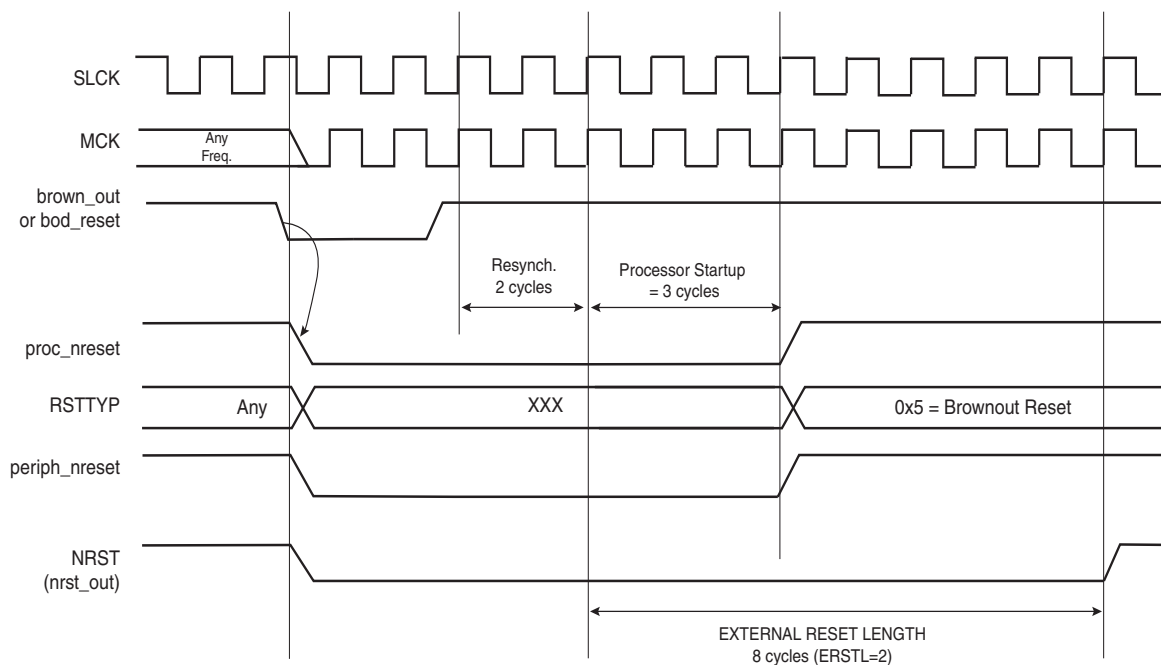 SLCK
MCK
Any
Freq.
brown_out
or bod_reset
Resynch.
2 cycles
Processor Startup
= 3 cycles
proc_nreset
RSTTYP
Any
XXX
0x5 = Brownout Reset
periph_nreset
NRST
(nrst_out)
EXTERNAL RESET LENGTH
8 cycles (ERSTL=2)